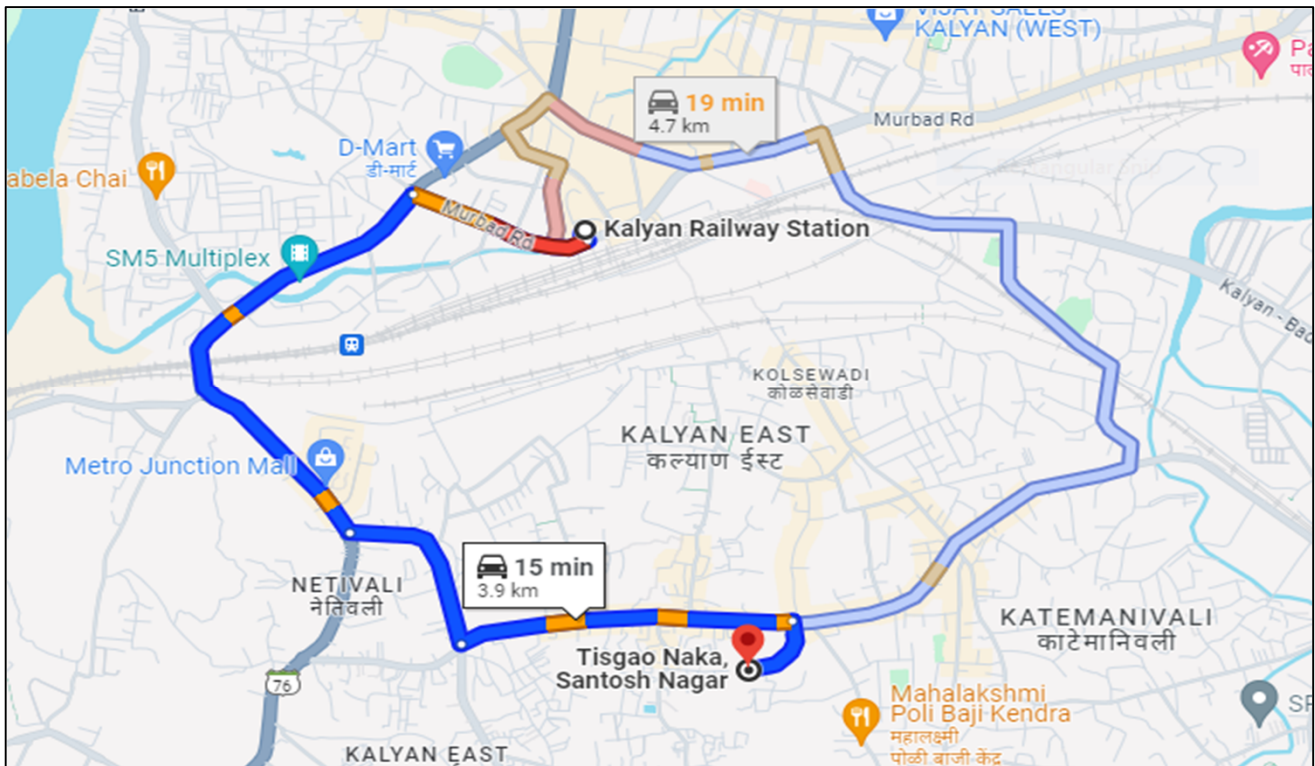 VIJAY SALES
KALYAN (WEST)
19 min
4.7 km
Murbad Rd
D-Mart
डी-मार्ट
abela Chai
Murbad Rd
Kalyan Railway Station
SM5 Multiplex
Kalyan - Bad
KOLSEWADI
कोळसेवाडी
KALYAN EAST
कल्याण ईस्ट
Metro Junction Mall
15 min
3.9 km
NETIVALI
नेतिवली
KATEMANIVALI
काटेमानिवली
Tisgao Naka,
Santosh Nagar
76
Mahalakshmi
Poli Baji Kendra
महालक्ष्मी
पोळी बाजी केंद्र
KALYAN EAST